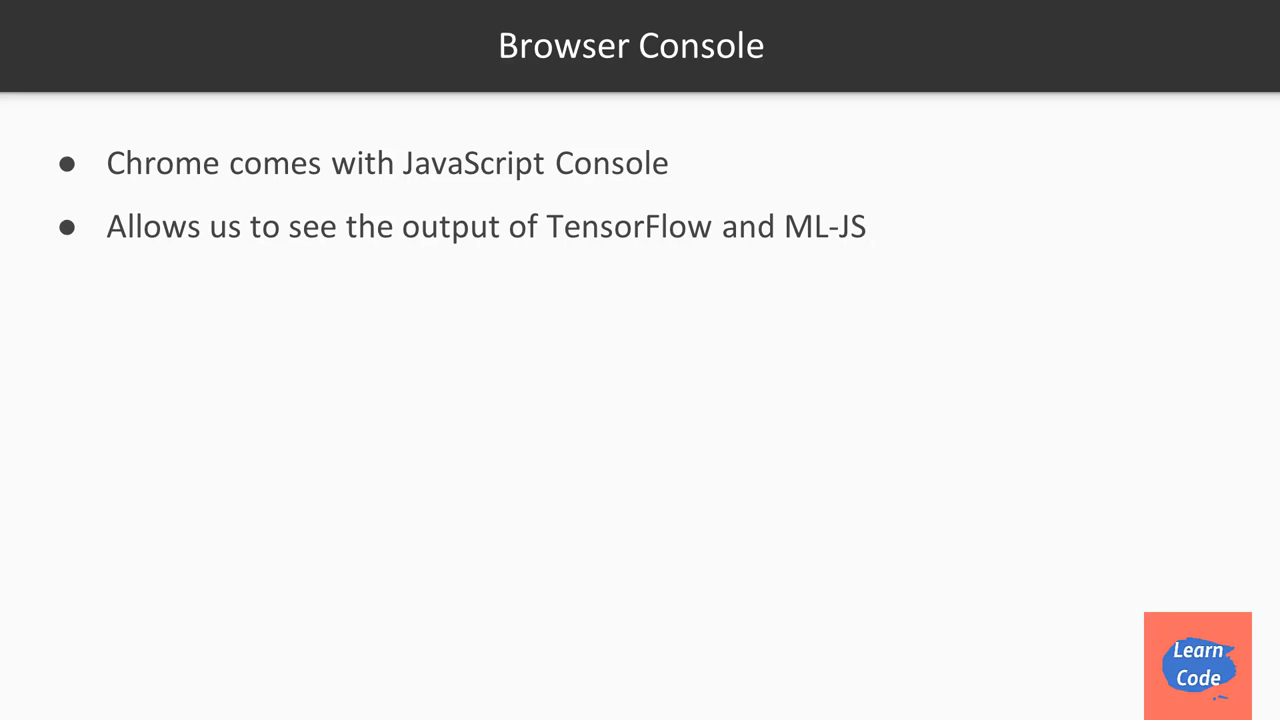 Browser Console
● Chrome comes with JavaScript Console
● Allows us to see the output of TensorFlow and ML-JS
Learn
Code